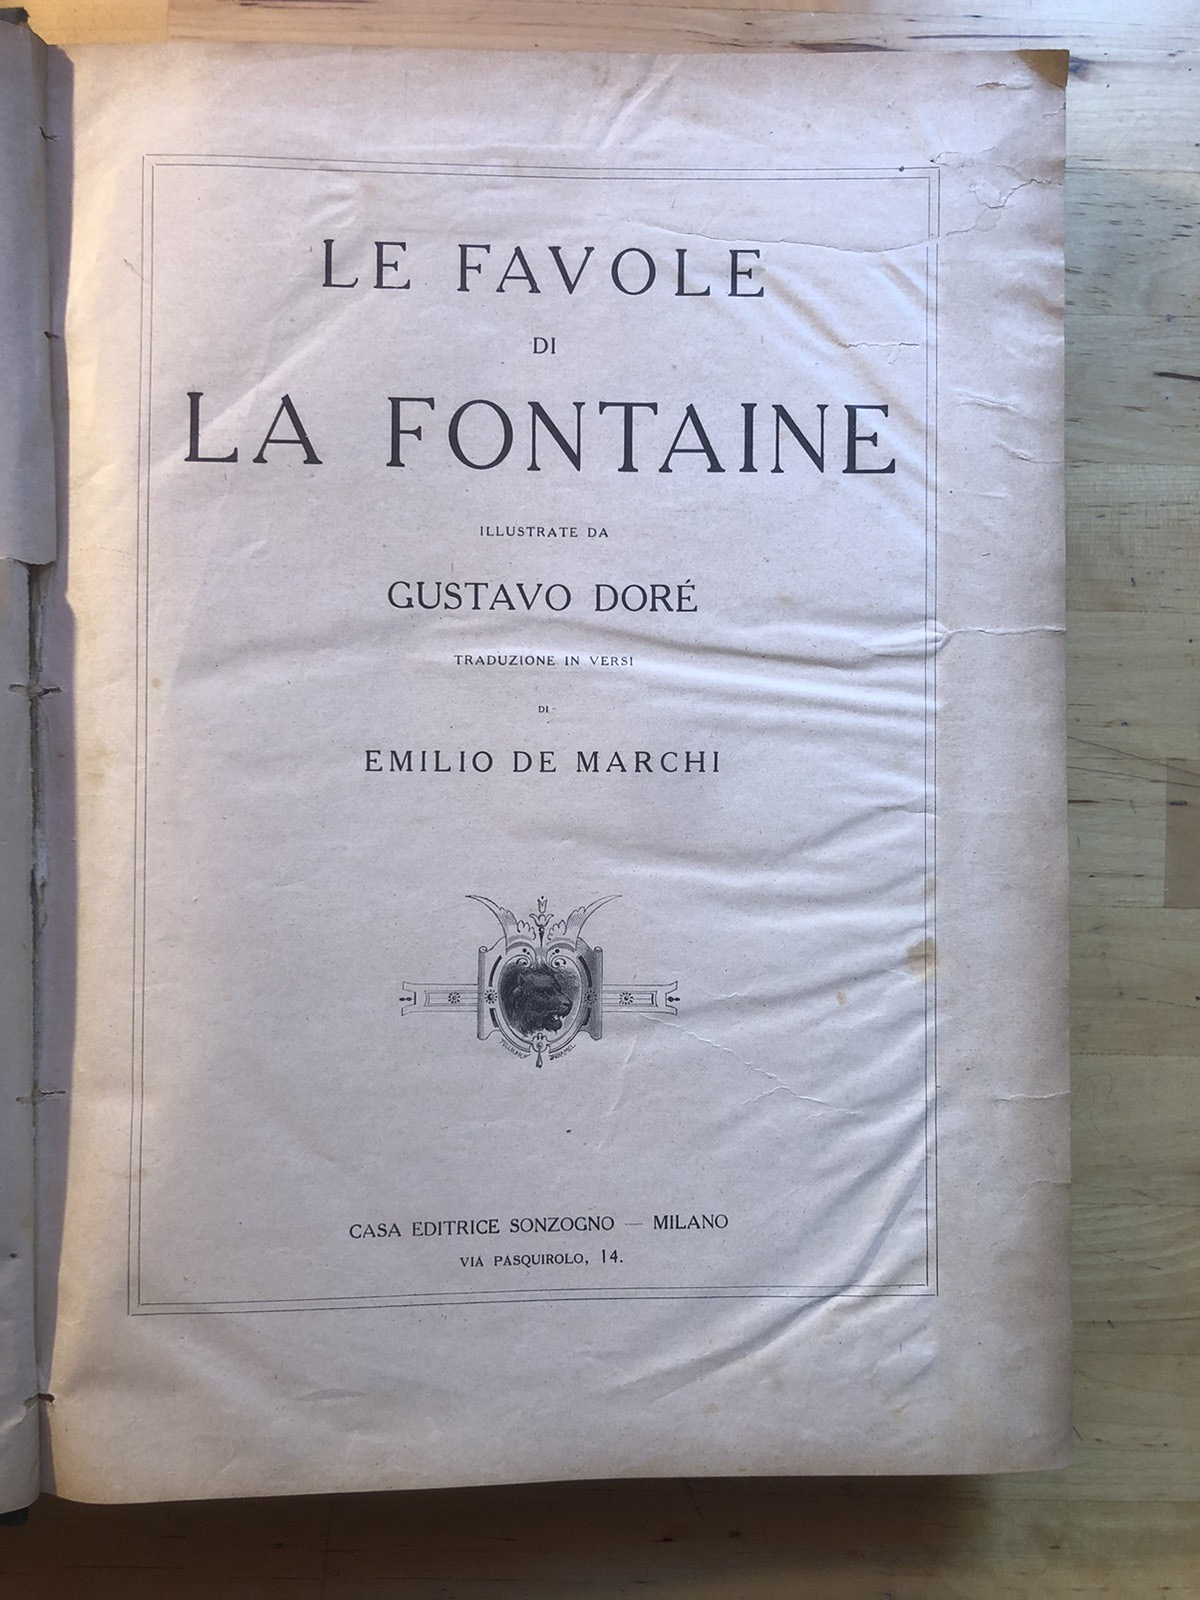 LE FAVOLE
DI
LA FONTAINE
ILLUSTRATE DA
GUSTAVO DORÉ
TRADUZIONE IN VERSI
DI
EMILIO DE MARCHI
CASA EDITRICE SONZOGNO — MILANO
VIA PASQUIROLO, 14.